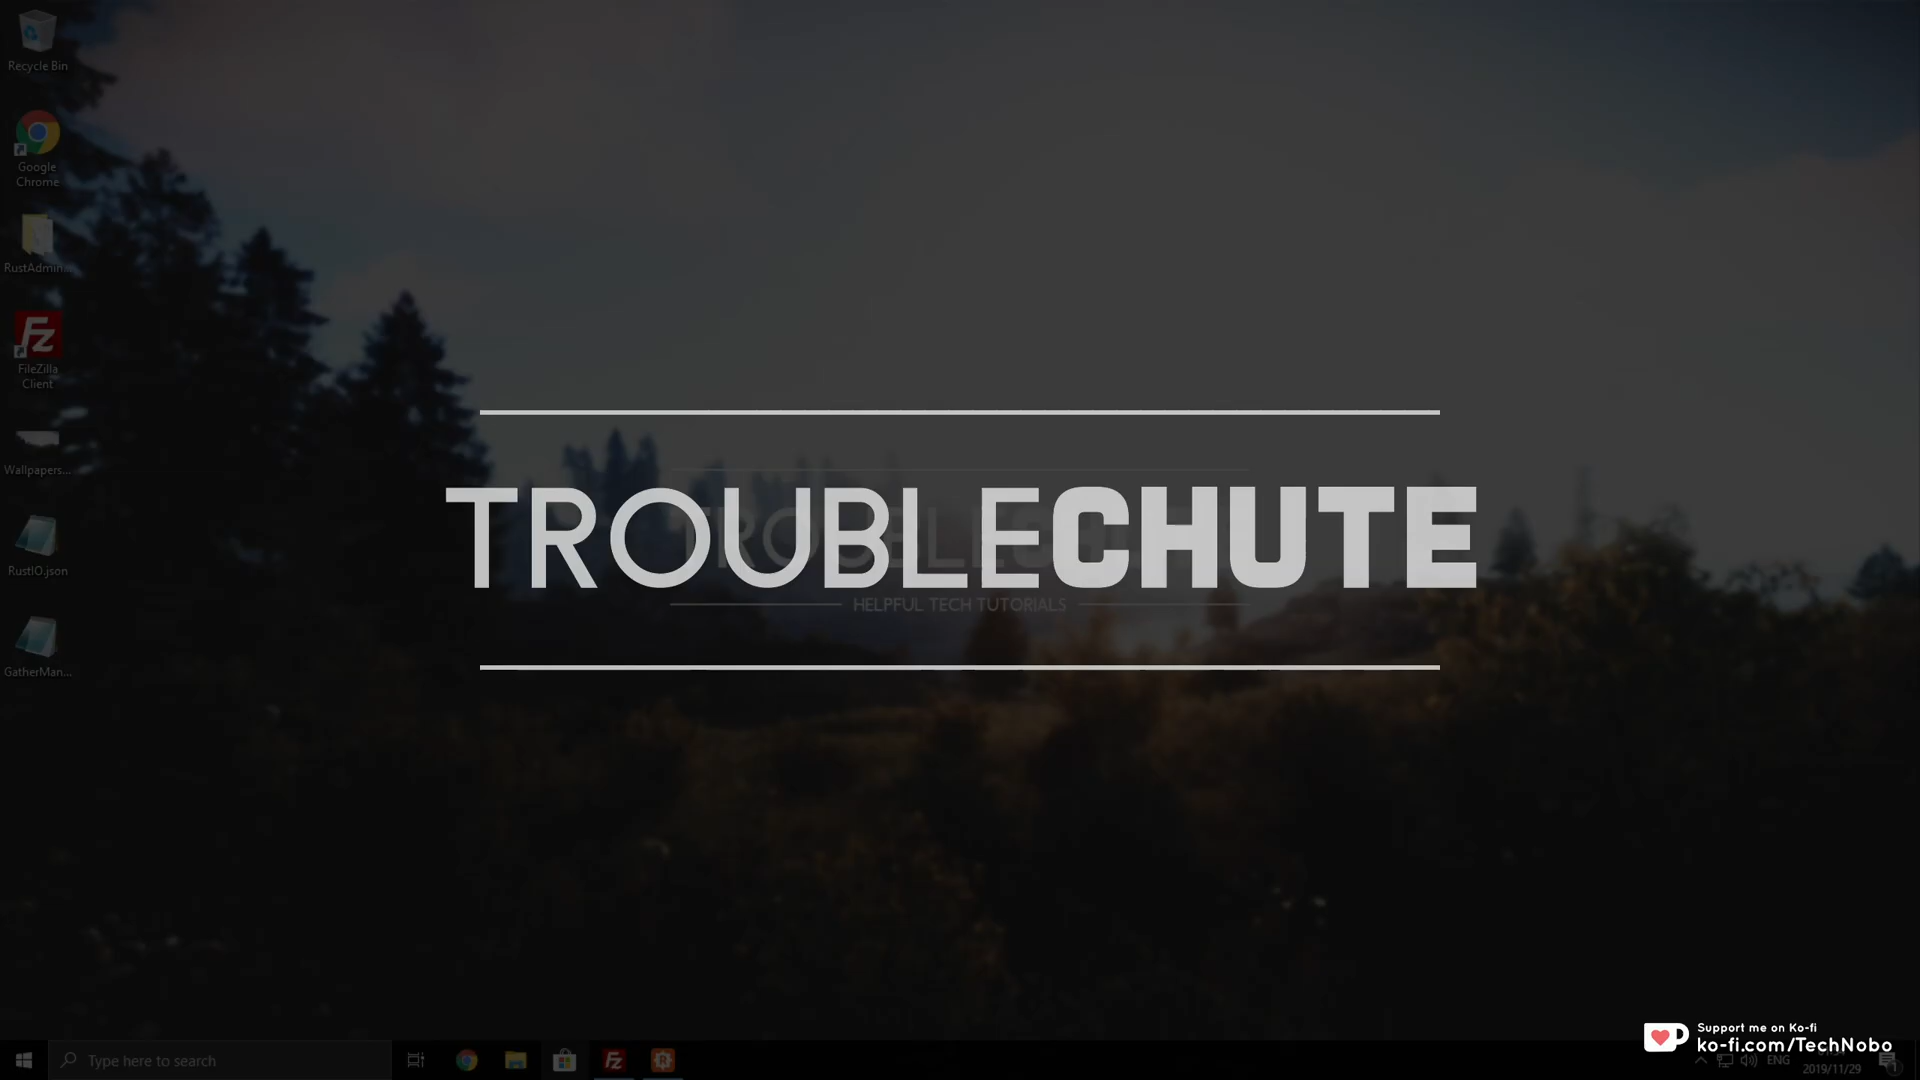 Recycle Bin
Google
Chrome
RustAdmin...
FileZilla
Client
Wallpapers...
RustIO.json
GatherMan...
TROUBLECHUTE
HELPFUL TECH TUTORIALS
Support me on Ko-fi
ko-fi.com/TechNobo
Type here to search
ENG
2019/11/29